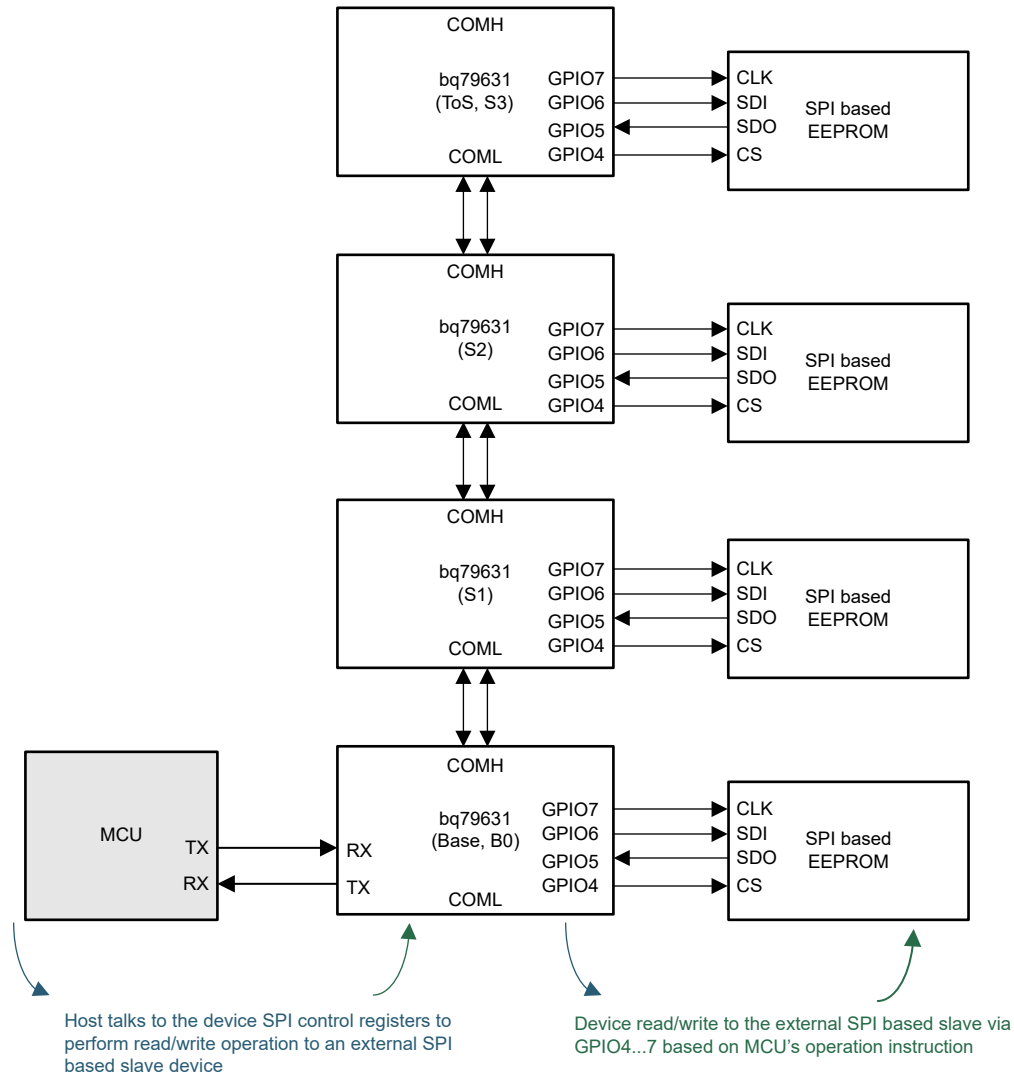 COMH
bq79631
(ToS, S3)
COML
GPIO7
GPIO6
GPIO5
GPIO4
CLK
SDI
SDO
CS
SPI based
EEPROM
COMH
bq79631
(S2)
COML
GPIO7
GPIO6
GPIO5
GPIO4
CLK
SDI
SDO
CS
SPI based
EEPROM
COMH
bq79631
(S1)
COML
GPIO7
GPIO6
GPIO5
GPIO4
CLK
SDI
SDO
CS
SPI based
EEPROM
MCU
TX
RX
RX
TX
COMH
bq79631
(Base, B0)
COML
GPIO7
GPIO6
GPIO5
GPIO4
CLK
SDI
SDO
CS
SPI based
EEPROM
Host talks to the device SPI control registers to
perform read/write operation to an external SPI
based slave device
Device read/write to the external SPI based slave via
GPIO4...7 based on MCU's operation instruction